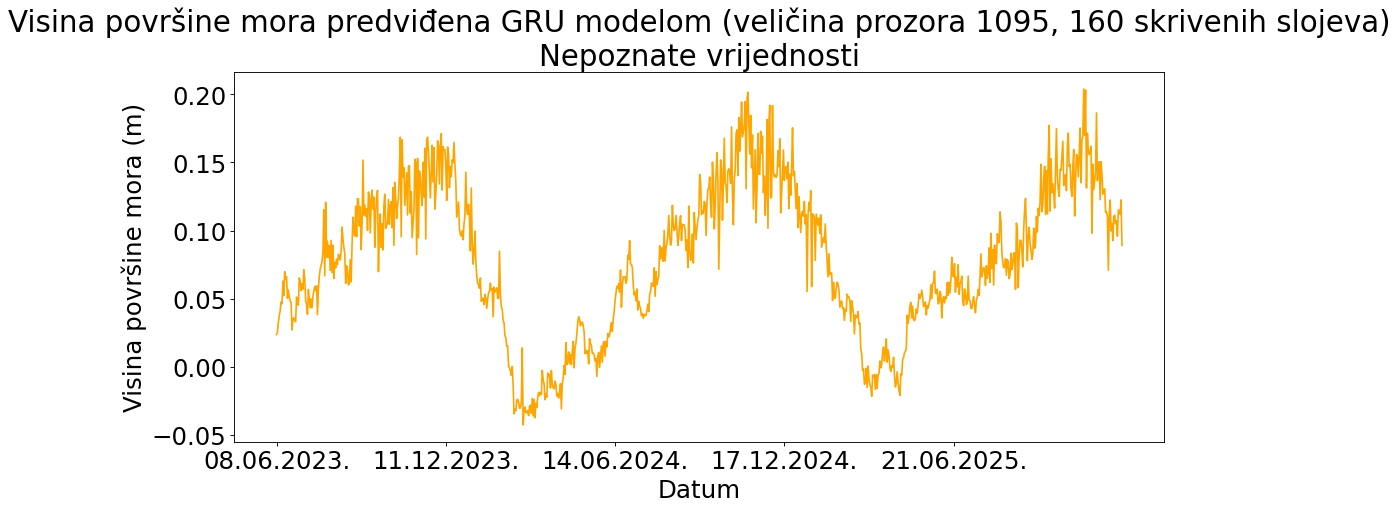 Visina površine mora predviđena GRU modelom (veličina prozora 1095, 160 skrivenih slojeva)
Nepoznate vrijednosti
Visina površine mora (m)
0.20
0.15
0.10
0.05
0.00
−0.05
08.06.2023. 11.12.2023. 14.06.2024. 17.12.2024. 21.06.2025.
Datum